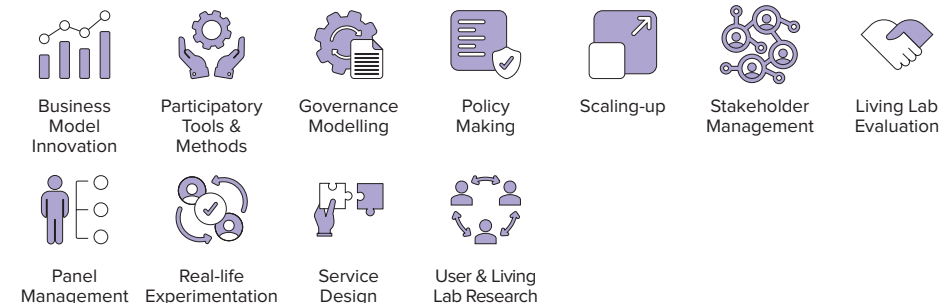 Business
Model
Innovation
Participatory
Tools &
Methods
Governance
Modelling
Policy
Making
Scaling-up
Stakeholder
Management
Living Lab
Evaluation
Panel
Management
Real-life
Experimentation
Service
Design
User & Living
Lab Research